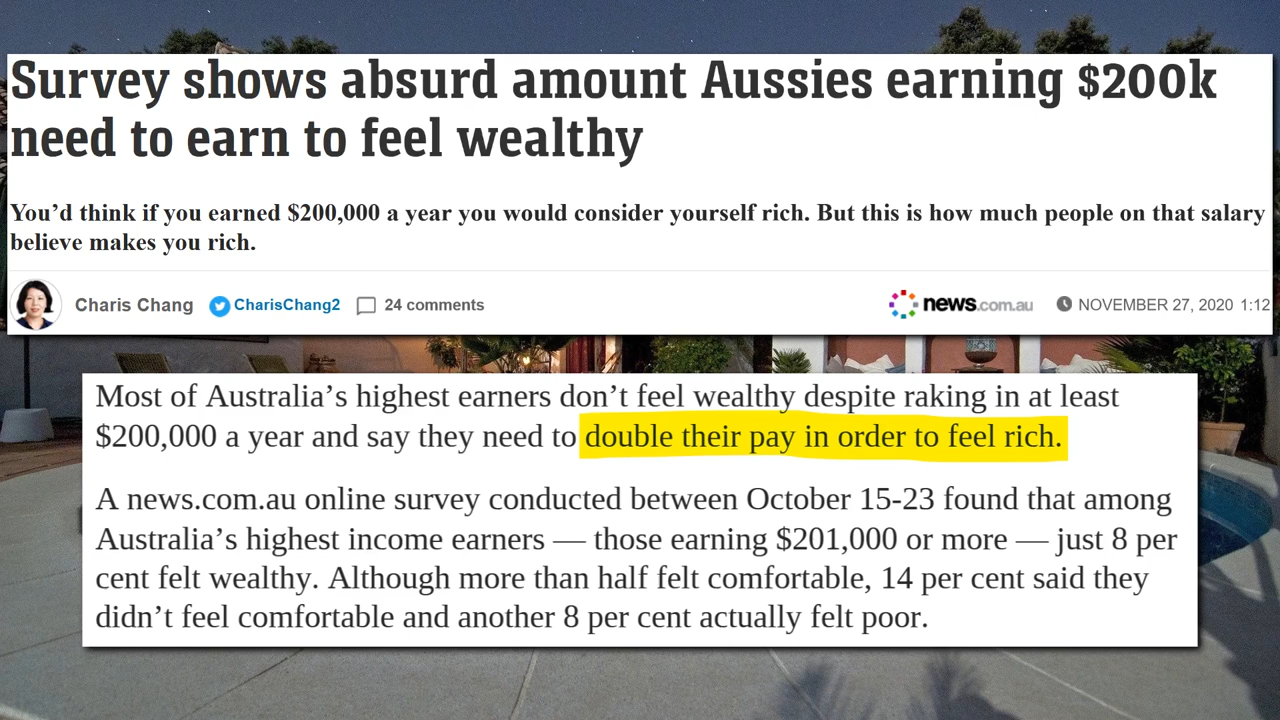 Survey shows absurd amount Aussies earning $200k
need to earn to feel wealthy
You’d think if you earned $200,000 a year you would consider yourself rich. But this is how much people on that salary
believe makes you rich.
Charis Chang CharisChang2 24 comments news.com.au NOVEMBER 27, 2020 1:12
Most of Australia’s highest earners don’t feel wealthy despite raking in at least
$200,000 a year and say they need to double their pay in order to feel rich.
A news.com.au online survey conducted between October 15-23 found that among
Australia’s highest income earners — those earning $201,000 or more — just 8 per
cent felt wealthy. Although more than half felt comfortable, 14 per cent said they
didn’t feel comfortable and another 8 per cent actually felt poor.